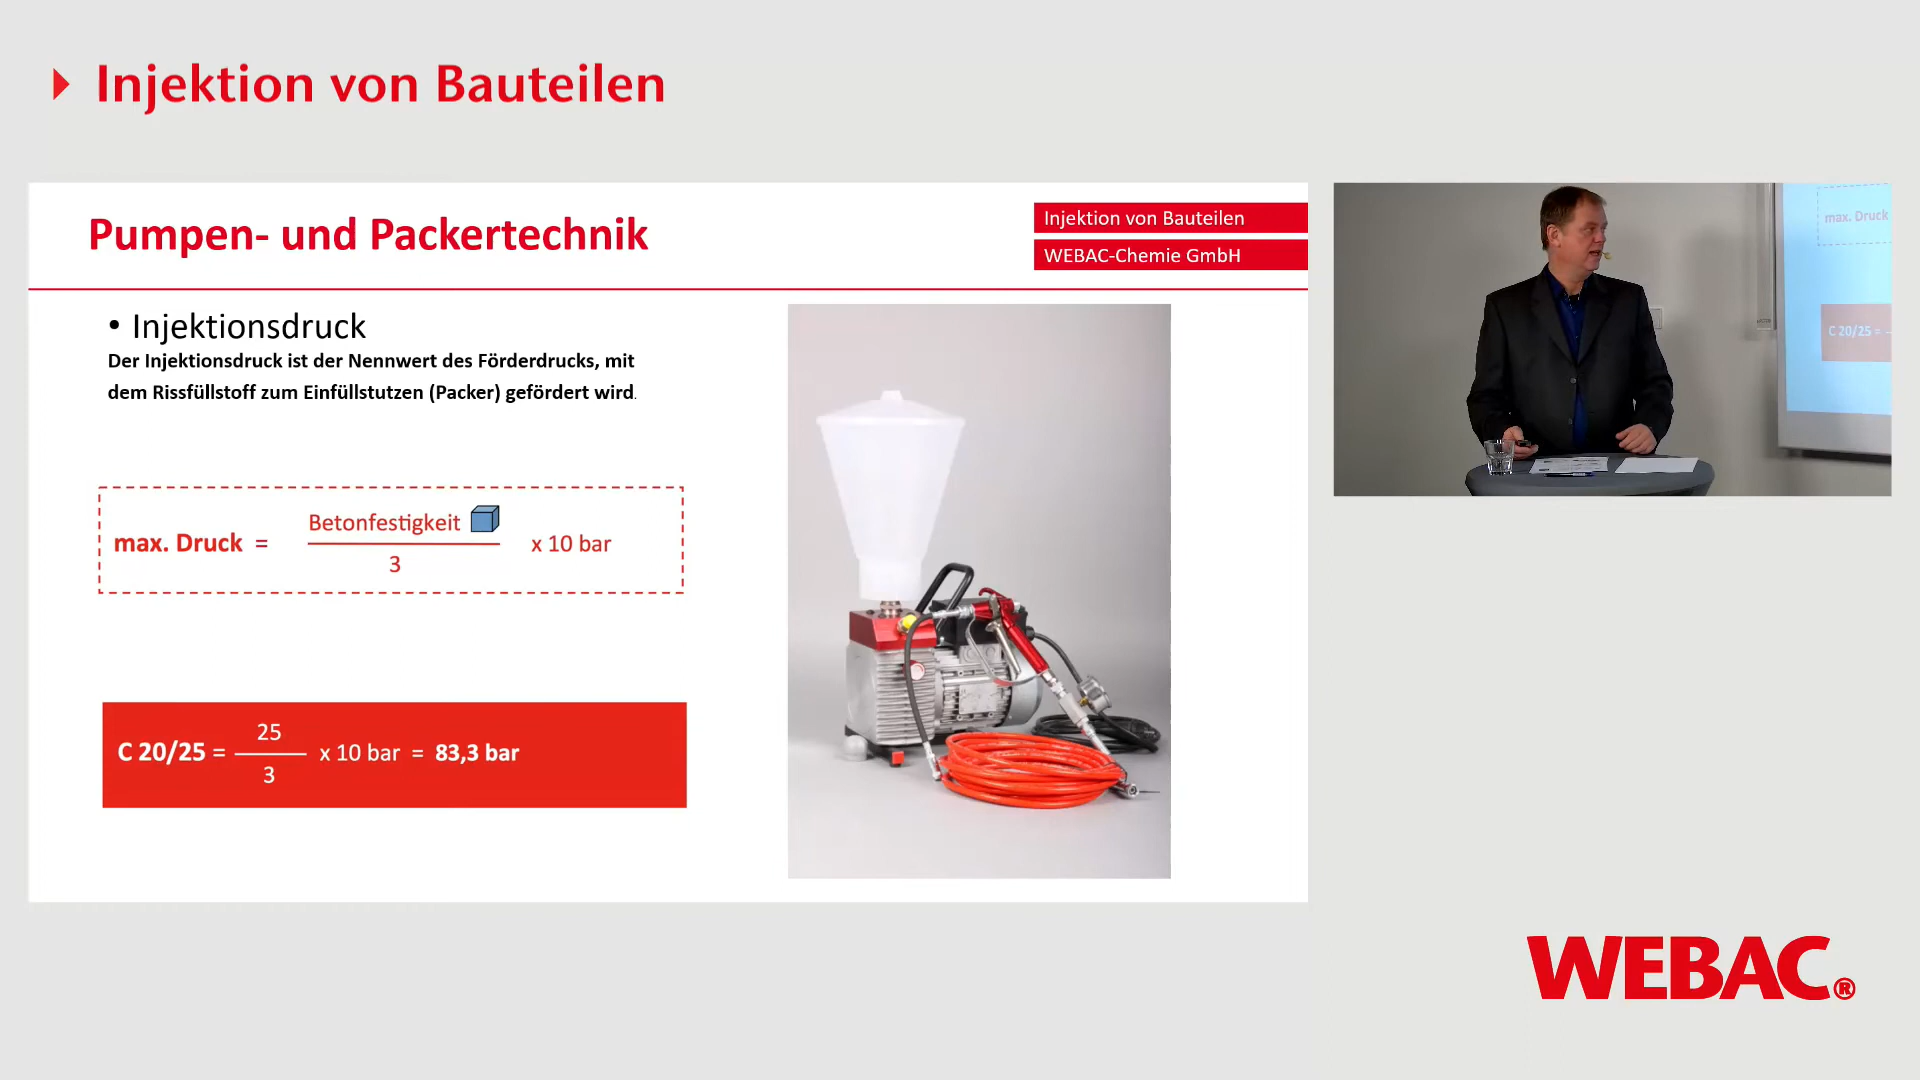 Injektion von Bauteilen
Pumpen- und Packertechnik
Injektion von Bauteilen
WEBAC-Chemie GmbH
• Injektionsdruck
Der Injektionsdruck ist der Nennwert des Förderdrucks, mit
dem Rissfüllstoff zum Einfüllstutzen (Packer) gefördert wird.
Betonfestigkeit
max. Druck =
x 10 bar
3
25
C 20/25 =
x 10 bar = 83,3 bar
3
max. Druck
C 20/25 =
WEBAC®